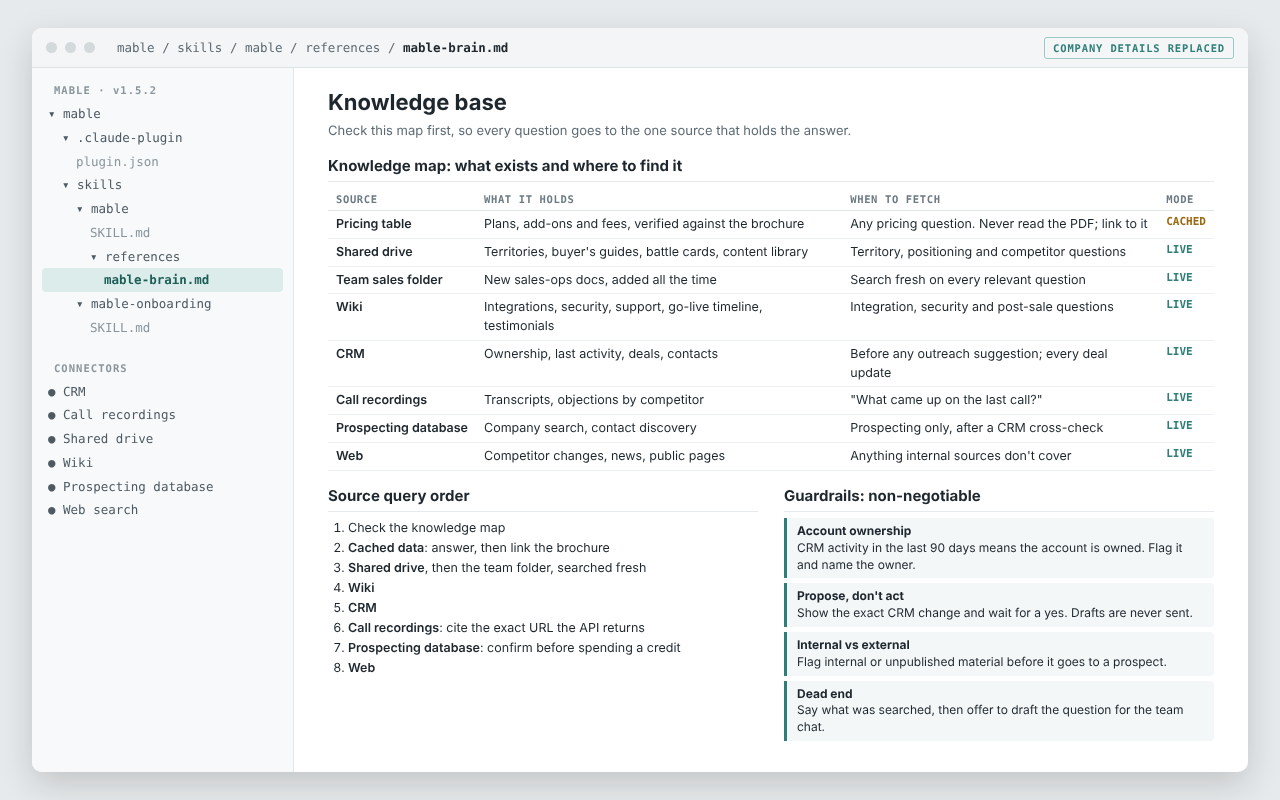 mable / skills / mable / references / mable-brain.md
COMPANY DETAILS REPLACED
MABLE · v1.5.2
▾ mable
▾ .claude-plugin
plugin.json
▾ skills
▾ mable
SKILL.md
▾ references
mable-brain.md
▾ mable-onboarding
SKILL.md
CONNECTORS
● CRM
● Call recordings
● Shared drive
● Wiki
● Prospecting database
● Web search
Knowledge base
Check this map first, so every question goes to the one source that holds the answer.
Knowledge map: what exists and where to find it
SOURCE WHAT IT HOLDS WHEN TO FETCH MODE
Pricing table Plans, add-ons and fees, verified against the brochure Any pricing question. Never read the PDF; link to it CACHED
Shared drive Territories, buyer's guides, battle cards, content library Territory, positioning and competitor questions LIVE
Team sales folder New sales-ops docs, added all the time Search fresh on every relevant question LIVE
Wiki Integrations, security, support, go-live timeline, Integration, security and post-sale questions LIVE
testimonials
CRM Ownership, last activity, deals, contacts Before any outreach suggestion; every deal LIVE
update
Call recordings Transcripts, objections by competitor "What came up on the last call?" LIVE
Prospecting database Company search, contact discovery Prospecting only, after a CRM cross-check LIVE
Web Competitor changes, news, public pages Anything internal sources don't cover LIVE
Source query order
1. Check the knowledge map
2. Cached data: answer, then link the brochure
3. Shared drive, then the team folder, searched fresh
4. Wiki
5. CRM
6. Call recordings: cite the exact URL the API returns
7. Prospecting database: confirm before spending a credit
8. Web
Guardrails: non-negotiable
Account ownership
CRM activity in the last 90 days means the account is owned. Flag it
and name the owner.
Propose, don't act
Show the exact CRM change and wait for a yes. Drafts are never sent.
Internal vs external
Flag internal or unpublished material before it goes to a prospect.
Dead end
Say what was searched, then offer to draft the question for the team
chat.